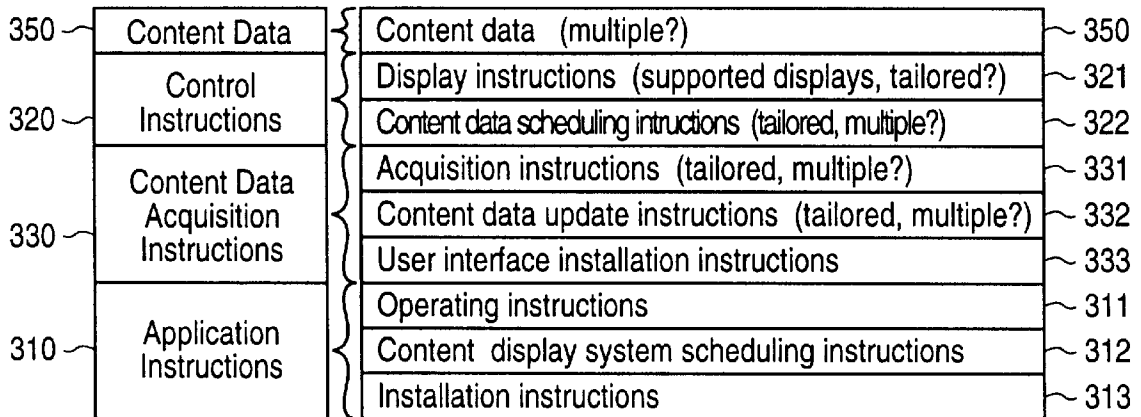 350 Content Data Content data (multiple?) 350
320 Control Instructions Display instructions (supported displays, tailored?) 321
Content data scheduling intructions (tailored, multiple?) 322
330 Content Data Acquisition Instructions Acquisition instructions (tailored, multiple?) 331
Content data update instructions (tailored, multiple?) 332
User interface installation instructions 333
310 Application Instructions Operating instructions 311
Content display system scheduling instructions 312
Installation instructions 313